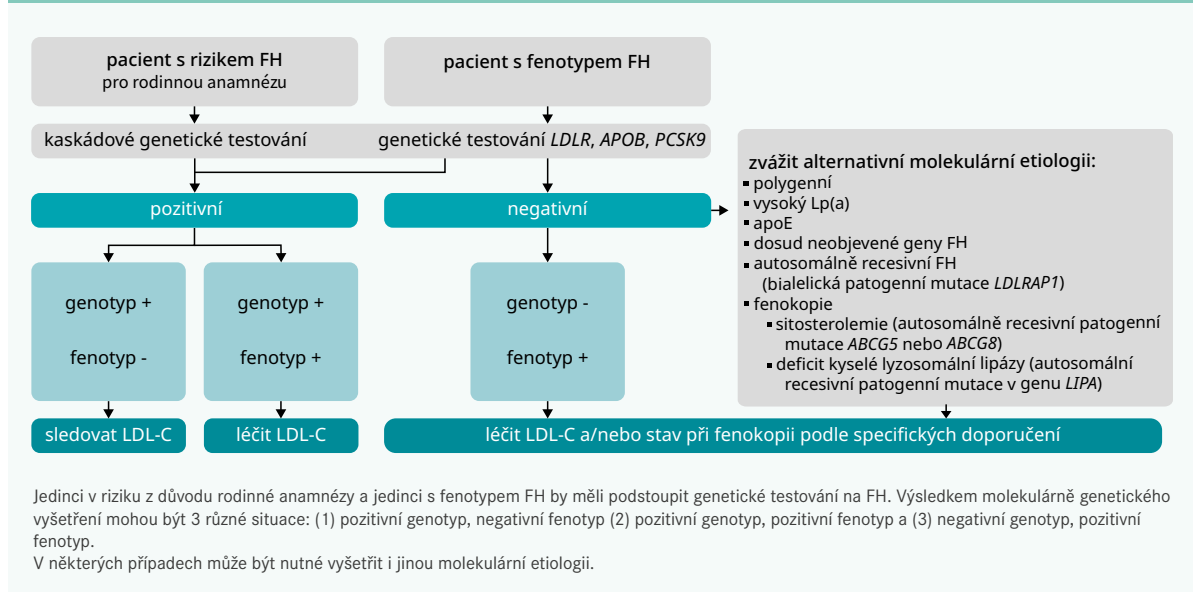 pacient s rizikem FH
pro rodinnou anamnézu
pacient s fenotypem FH
kaskádové genetické testování
genetické testování LDLR, APOB, PCSK9
pozitivní
negativní
genotyp +
fenotyp -
genotyp +
fenotyp +
genotyp -
fenotyp +
zvážit alternativní molekulární etiologii:
▪ polygenní
▪ vysoký Lp(a)
▪ apoE
▪ dosud neobjevené geny FH
▪ autosomálně recesivní FH
(bialelická patogenní mutace LDLRAP1)
▪ fenokopie
▪ sitosterolemie (autosomálně recesivní patogenní
mutace ABCG5 nebo ABCG8)
▪ deficit kyselé lyzosomální lipázy (autosomální
recesivní patogenní mutace v genu LIPA)
sledovat LDL-C
léčit LDL-C
léčit LDL-C a/nebo stav při fenokopii podle specifických doporučení
Jedinci v riziku z důvodu rodinné anamnézy a jedinci s fenotypem FH by měli podstoupit genetické testování na FH. Výsledkem molekulárně genetického
vyšetření mohou být 3 různé situace: (1) pozitivní genotyp, negativní fenotyp (2) pozitivní genotyp, pozitivní fenotyp a (3) negativní genotyp, pozitivní
fenotyp.
V některých případech může být nutné vyšetřit i jinou molekulární etiologii.